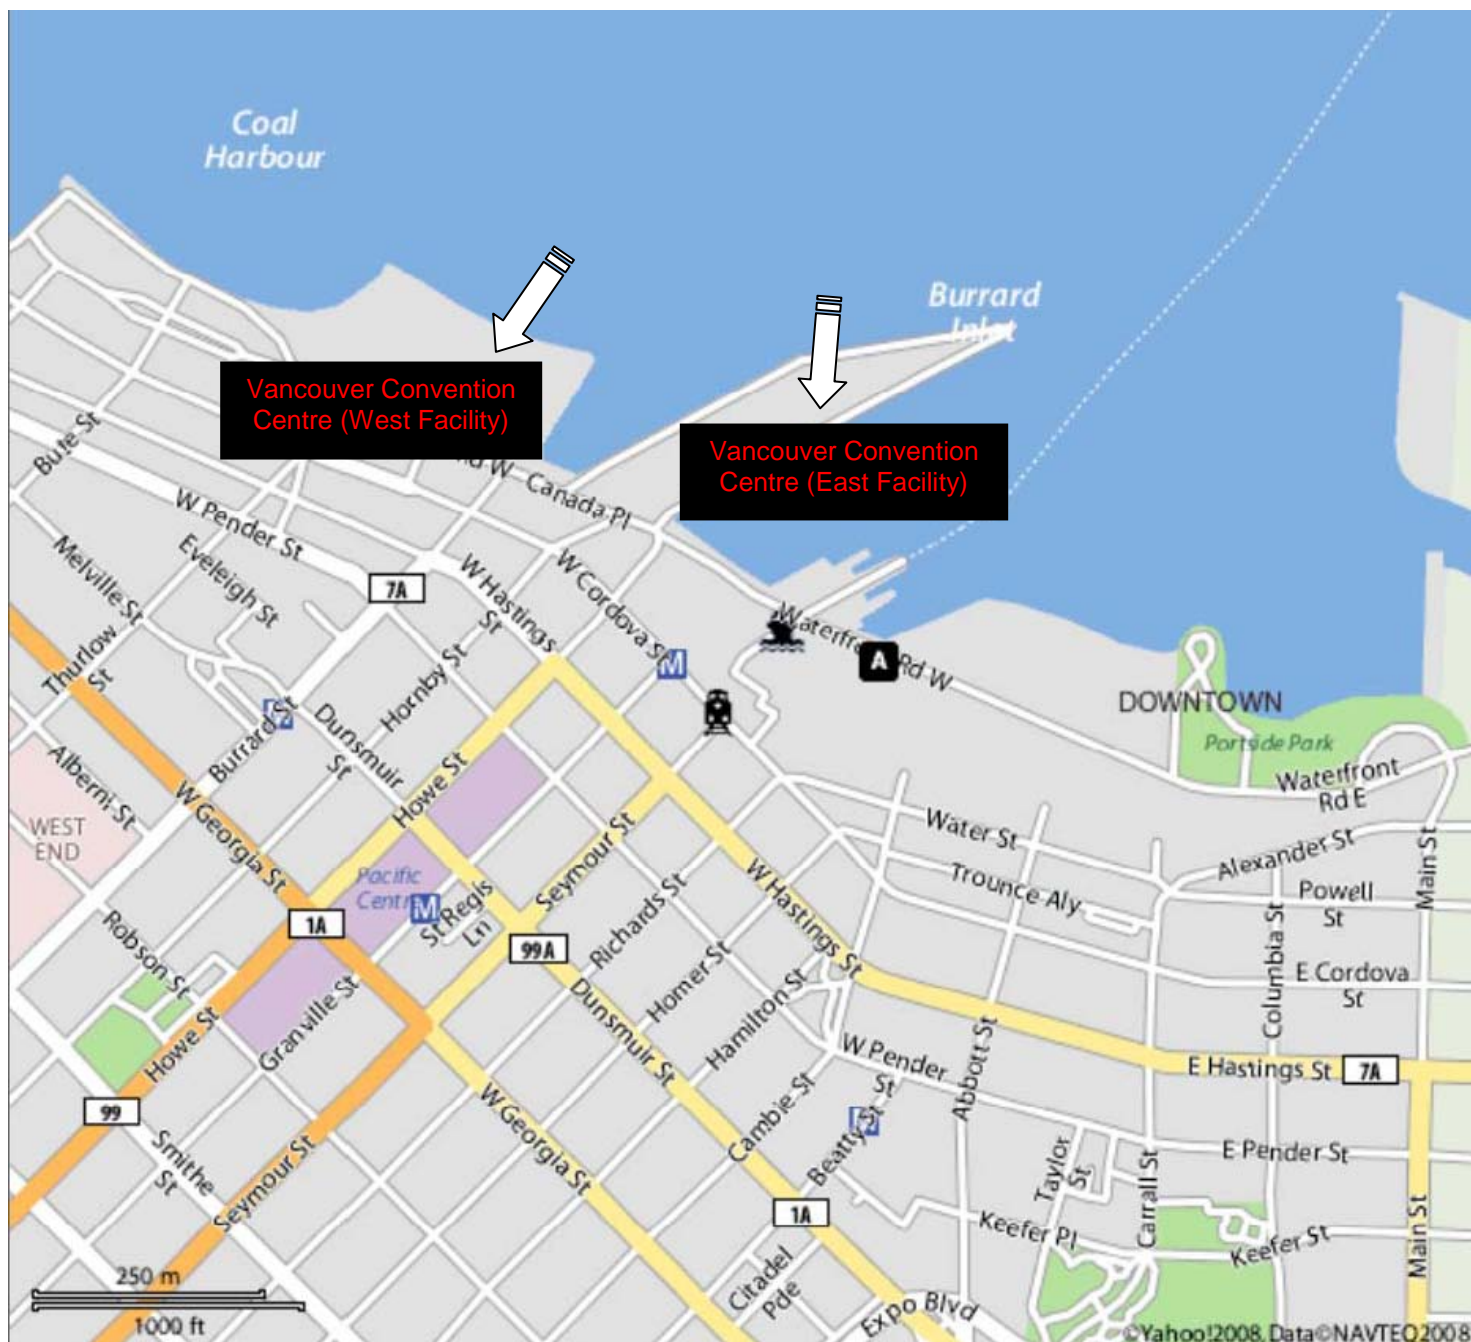 Coal
Harbour
Burrard
Inlet
Vancouver Convention
Centre (West Facility)
Vancouver Convention
Centre (East Facility)
Bute St
Rd W
Canada Pl
W Pender St
Melville St
Eveleigh St
7A
W Hastings
St
W Cordova St
M
Waterfront Rd W
A
Thurlow
St
Hornby St
Burrard St
Dunsmuir
St
DOWNTOWN
Portside Park
Waterfront
Rd E
Alberni St
W Georgia St
Howe St
WEST
END
Pacific
Centre
M
St Regis
Ln
Seymour St
Water St
Trounce Aly
Alexander St
Powell
St
Main St
1A
99A
Richards St
W Hastings St
Robson St
Howe St
Granville St
Homer St
Hamilton St
Dunsmuir St
E Cordova
St
Columbia St
W Pender
St
Abbott St
E Hastings St
7A
99
Smithe
St
Seymour St
W Georgia St
Cambie St
Beatty St
Taylor
St
Carrall St
E Pender St
1A
Keefer Pl
Keefer St
Main St
Citadel
Pde
Expo Blvd
250 m
1000 ft
©Yahoo!2008, Data©NAVTEQ2008